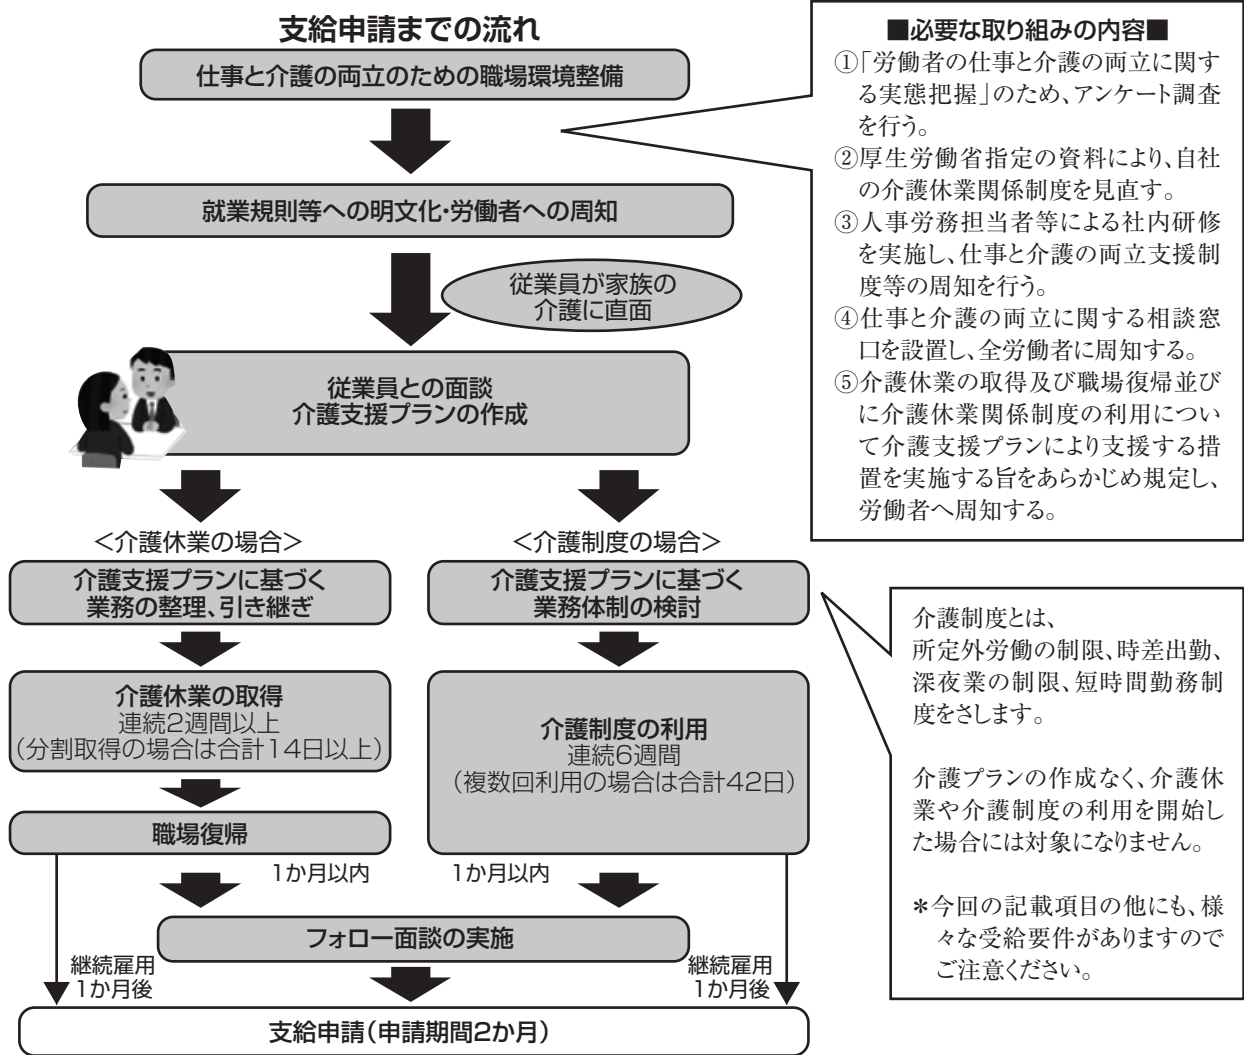 支給申請までの流れ
仕事と介護の両立のための職場環境整備
就業規則等への明文化・労働者への周知
従業員が家族の
介護に直面
従業員との面談
介護支援プランの作成
<介護休業の場合>
介護支援プランに基づく
業務の整理、引き継ぎ
介護休業の取得
連続2週間以上
(分割取得の場合は合計14日以上)
職場復帰
1か月以内
<介護制度の場合>
介護支援プランに基づく
業務体制の検討
介護制度の利用
連続6週間
(複数回利用の場合は合計42日)
1か月以内
フォロー面談の実施
継続雇用
1か月後
継続雇用
1か月後
支給申請(申請期間2か月)
■必要な取り組みの内容■
①「労働者の仕事と介護の両立に関す
る実態把握」のため、アンケート調査
を行う。
②厚生労働省指定の資料により、自社
の介護休業関係制度を見直す。
③人事労務担当者等による社内研修
を実施し、仕事と介護の両立支援制
度等の周知を行う。
④仕事と介護の両立に関する相談窓
口を設置し、全労働者に周知する。
⑤介護休業の取得及び職場復帰並び
に介護休業関係制度の利用につい
て介護支援プランにより支援する措
置を実施する旨をあらかじめ規定し、
労働者へ周知する。
介護制度とは、
所定外労働の制限、時差出勤、
深夜業の制限、短時間勤務制
度をさします。
介護プランの作成なく、介護休
業や介護制度の利用を開始し
た場合には対象になりません。
*今回の記載項目の他にも、様
々な受給要件がありますので
ご注意ください。